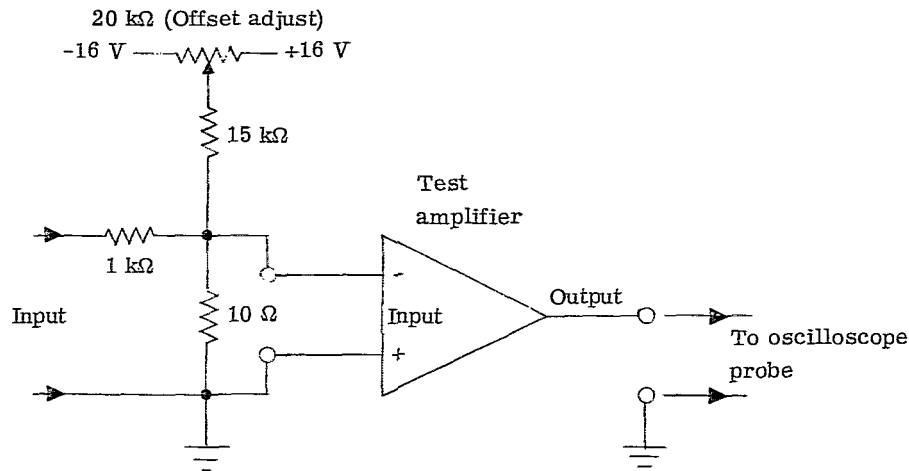 20 kΩ (Offset adjust)
-16 V
+16 V
15 kΩ
Test
amplifier
1 kΩ
-
Input
10 Ω
Input
Output
+
To oscilloscope
probe